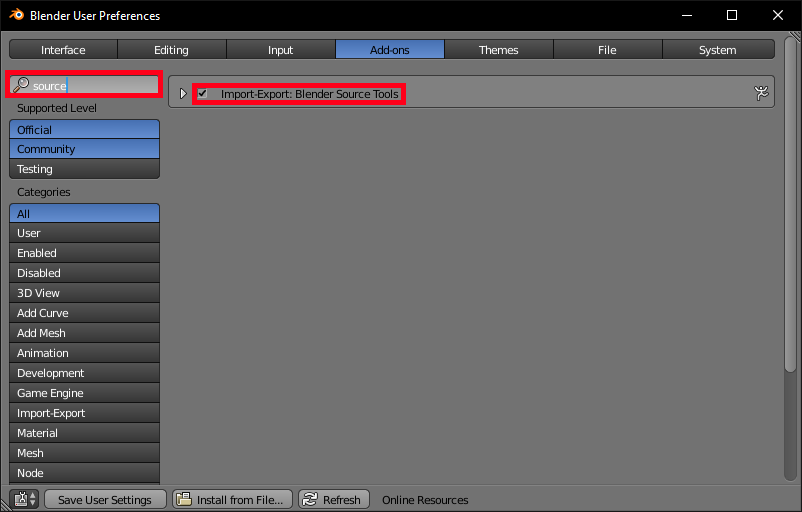 Blender User Preferences
Interface Editing Input Add-ons Themes File System
source
Import-Export: Blender Source Tools
Supported Level
Official
Community
Testing
Categories
All
User
Enabled
Disabled
3D View
Add Curve
Add Mesh
Animation
Development
Game Engine
Import-Export
Material
Mesh
Node
Save User Settings Install from File... Refresh Online Resources